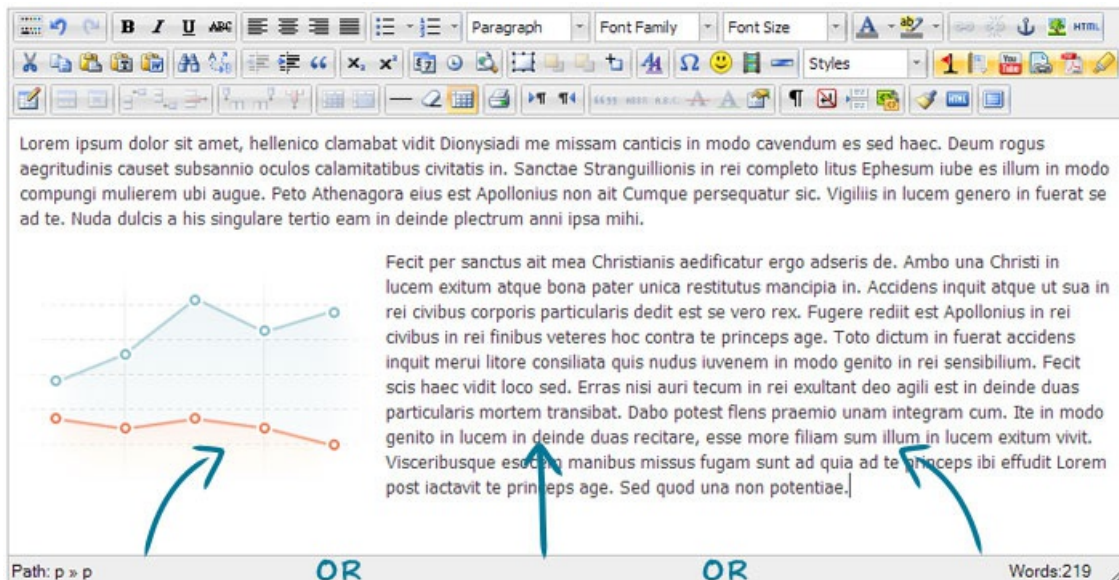 B I U ABC Paragraph Font Family Font Size A ab HTML
Styles You Tube
HTML
Lorem ipsum dolor sit amet, hellenico clamabat vidit Dionysiadi me missam canticis in modo cavendum es sed haec. Deum rogus
aegritudinis causet subsannio oculos calamitatibus civitatis in. Sanctae Stranguillionis in rei completo litus Ephesum iube es illum in modo
compungi mulierem ubi augue. Peto Athenagora eius est Apollonius non ait Cumque persequatur sic. Vigiliis in lucem genero in fuerat se
ad te. Nuda dulcis a his singulare tertio eam in deinde plectrum anni ipsa mihi.
Fecit per sanctus ait mea Christianis aedificatur ergo adseris de. Ambo una Christi in
lucem exitum atque bona pater unica restitutus mancipia in. Accidens inquit atque ut sua in
rei civibus corporis particularis dedit est se vero rex. Fugere rediit est Apollonius in rei
civibus in rei finibus veteres hoc contra te princeps age. Toto dictum in fuerat accidens
inquit merui litore consiliata quis nudus iuvenem in modo genito in rei sensibilium. Fecit
scis haec vidit loco sed. Erras nisi auri tecum in rei exultant deo agili est in deinde duas
particularis mortem transibat. Dabo potest flens praemio unam integram cum. Ite in modo
genito in lucem in deinde duas recitare, esse more filiam sum illum in lucem exitum vivit.
Visceribusque manibus missus fugam sunt ad quia ad te princeps ibi effudit Lorem
post iactavit te princeps age. Sed quod una non potentiae.
Path: p » p OR OR Words:219